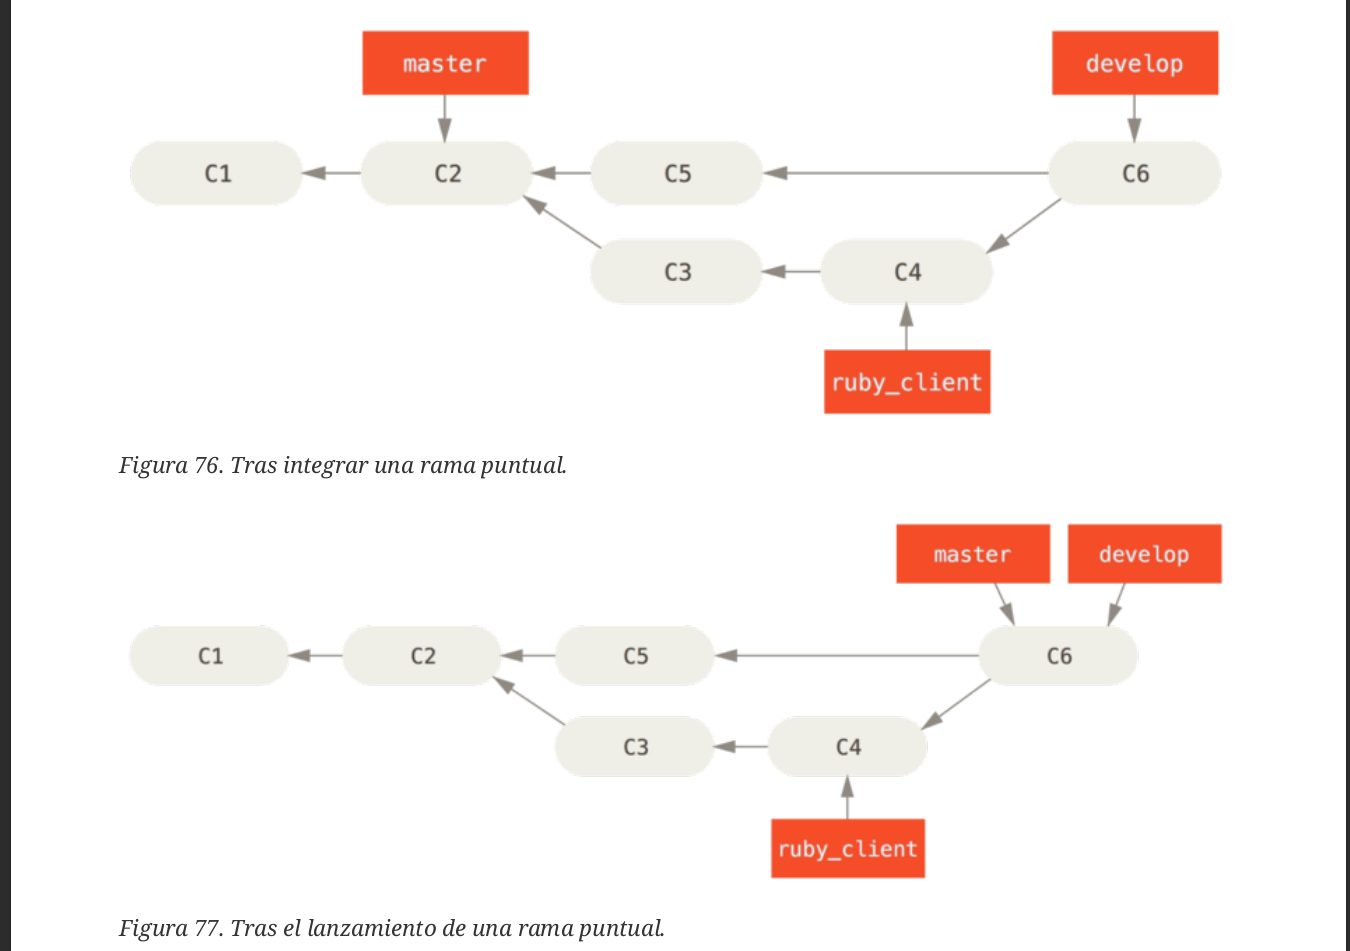 master develop
C1 C2 C5 C6
C3 C4
ruby_client
Figura 76. Tras integrar una rama puntual.
master develop
C1 C2 C5 C6
C3 C4
ruby_client
Figura 77. Tras el lanzamiento de una rama puntual.